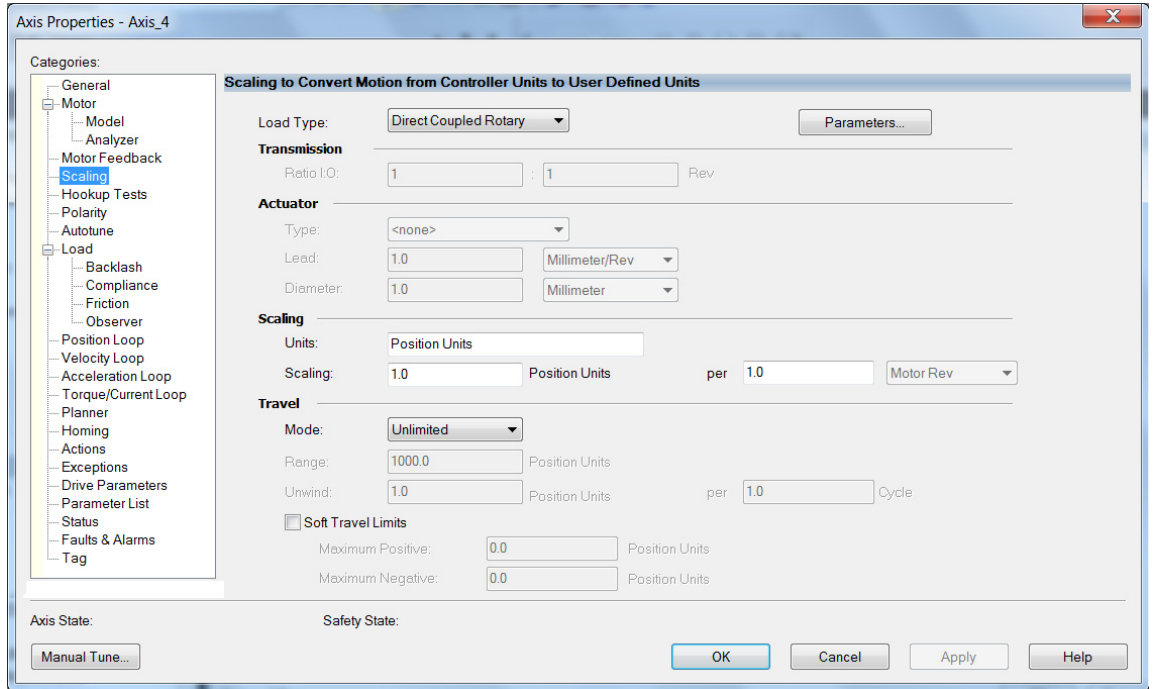 Axis Properties - Axis_4
X
Categories:
General
Motor
Model
Analyzer
Motor Feedback
Scaling
Hookup Tests
Polarity
Autotune
Load
Backlash
Compliance
Friction
Observer
Position Loop
Velocity Loop
Acceleration Loop
Torque/Current Loop
Planner
Homing
Actions
Exceptions
Drive Parameters
Parameter List
Status
Faults & Alarms
Tag
Scaling to Convert Motion from Controller Units to User Defined Units
Load Type: Direct Coupled Rotary Parameters...
Transmission
Ratio I:O: 1 : 1 Rev
Actuator
Type: <none>
Lead: 1.0 Millimeter/Rev
Diameter: 1.0 Millimeter
Scaling
Units: Position Units
Scaling: 1.0 Position Units per 1.0 Motor Rev
Travel
Mode: Unlimited
Range: 1000.0 Position Units
Unwind: 1.0 Position Units per 1.0 Cycle
Soft Travel Limits
Maximum Positive: 0.0 Position Units
Maximum Negative: 0.0 Position Units
Axis State: Safety State:
Manual Tune... OK Cancel Apply Help